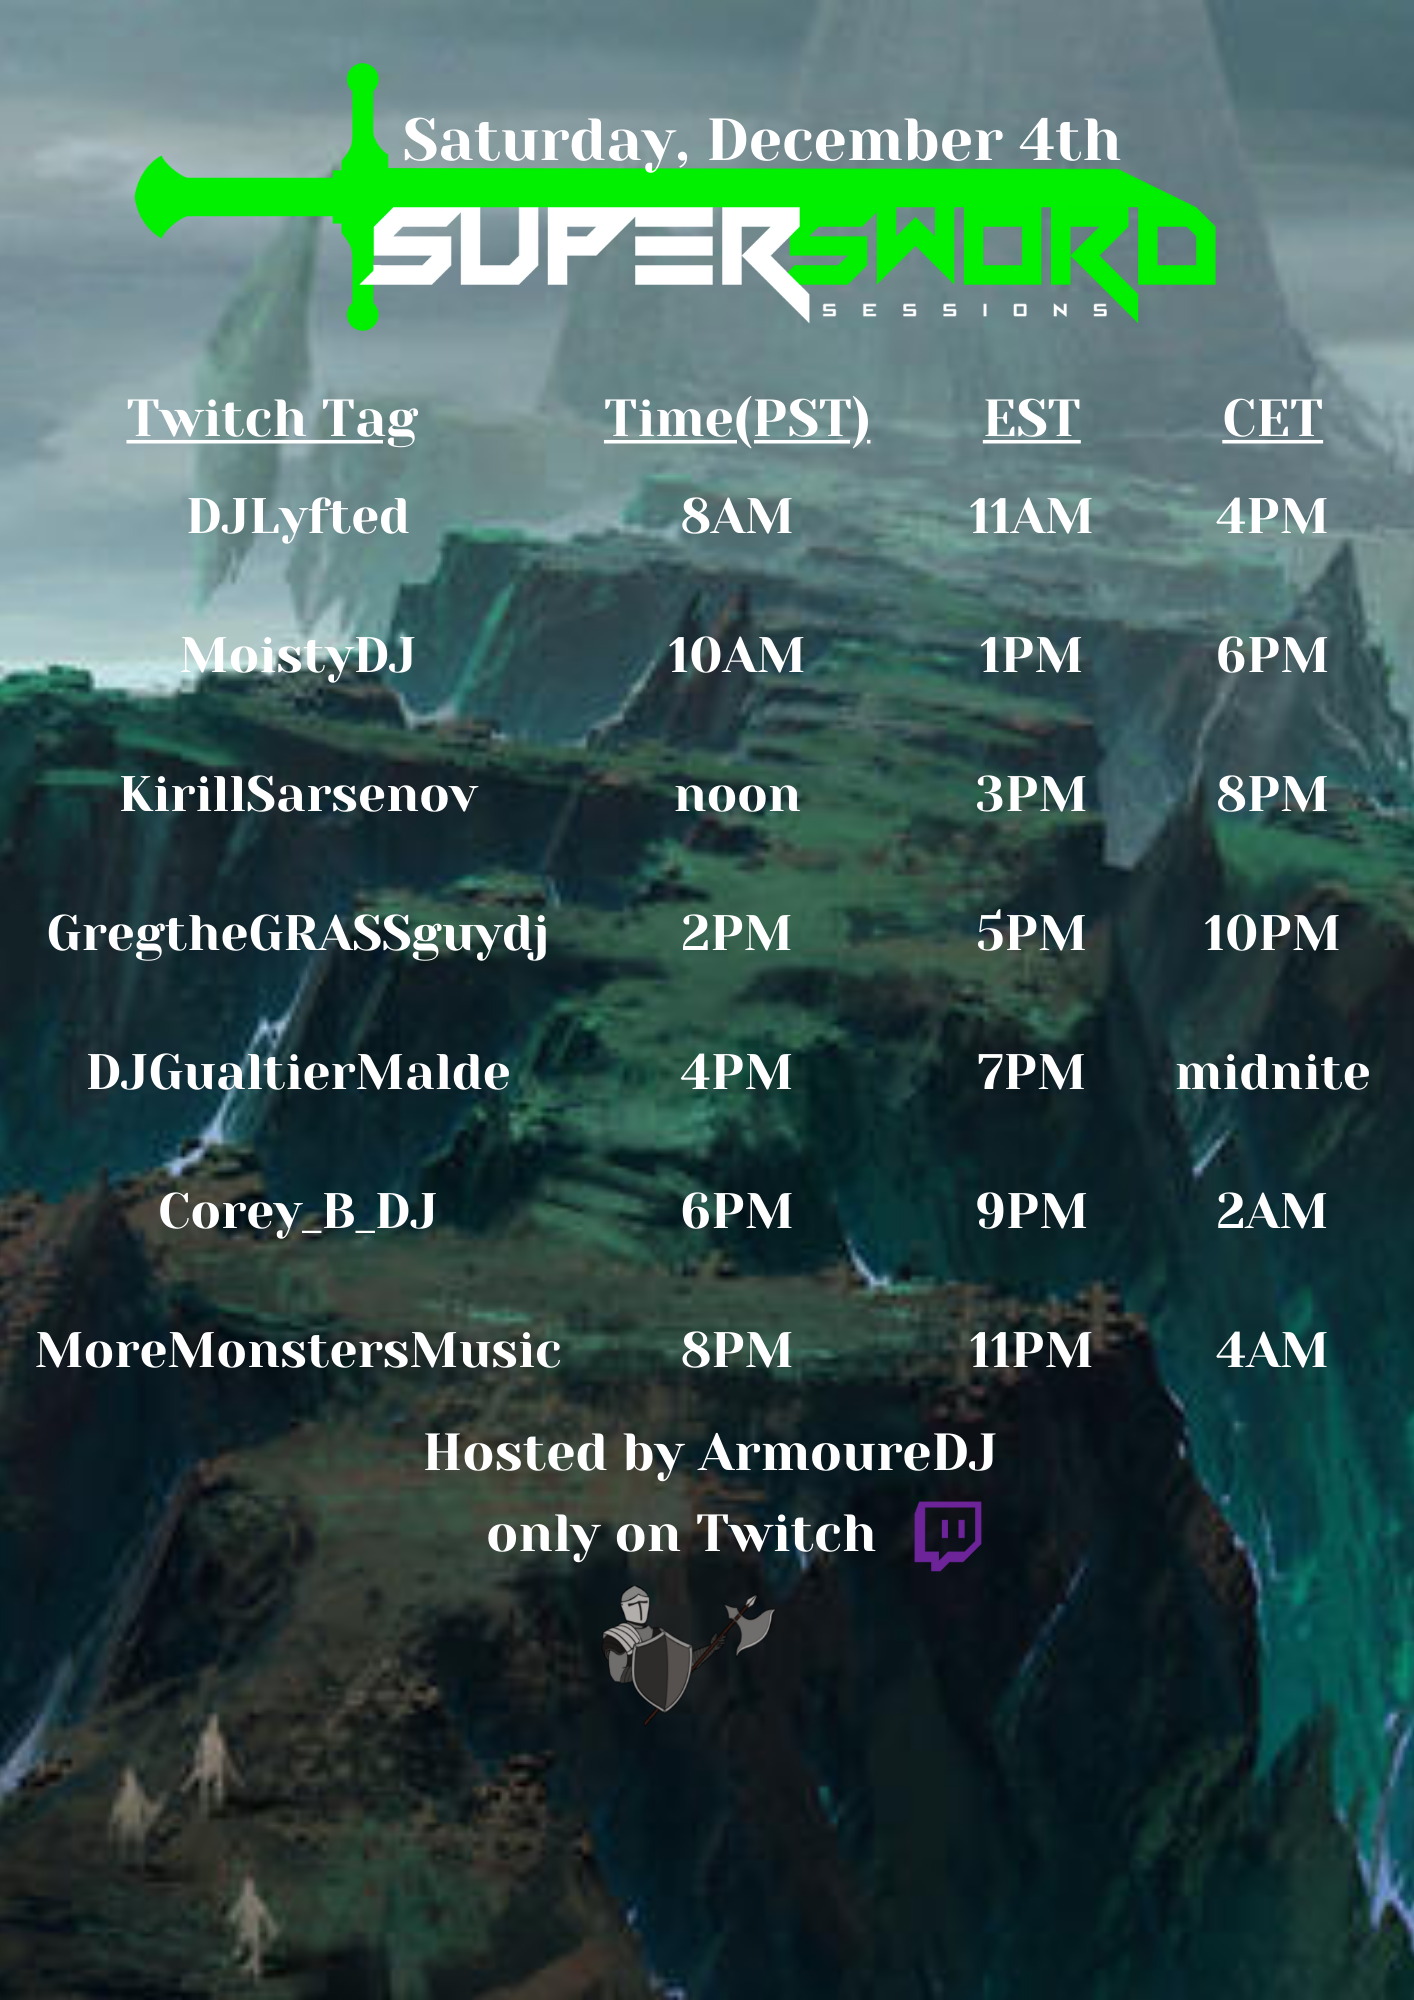 Saturday, December 4th
SUPERSWORD
SESSIONS
Twitch Tag Time(PST) EST CET
DJLyfted 8AM 11AM 4PM
MoistyDJ 10AM 1PM 6PM
KirillSarsenov noon 3PM 8PM
GregtheGRASSguydj 2PM 5PM 10PM
DJGualtierMalde 4PM 7PM midnite
Corey_B_DJ 6PM 9PM 2AM
MoreMonstersMusic 8PM 11PM 4AM
Hosted by ArmoureDJ
only on Twitch